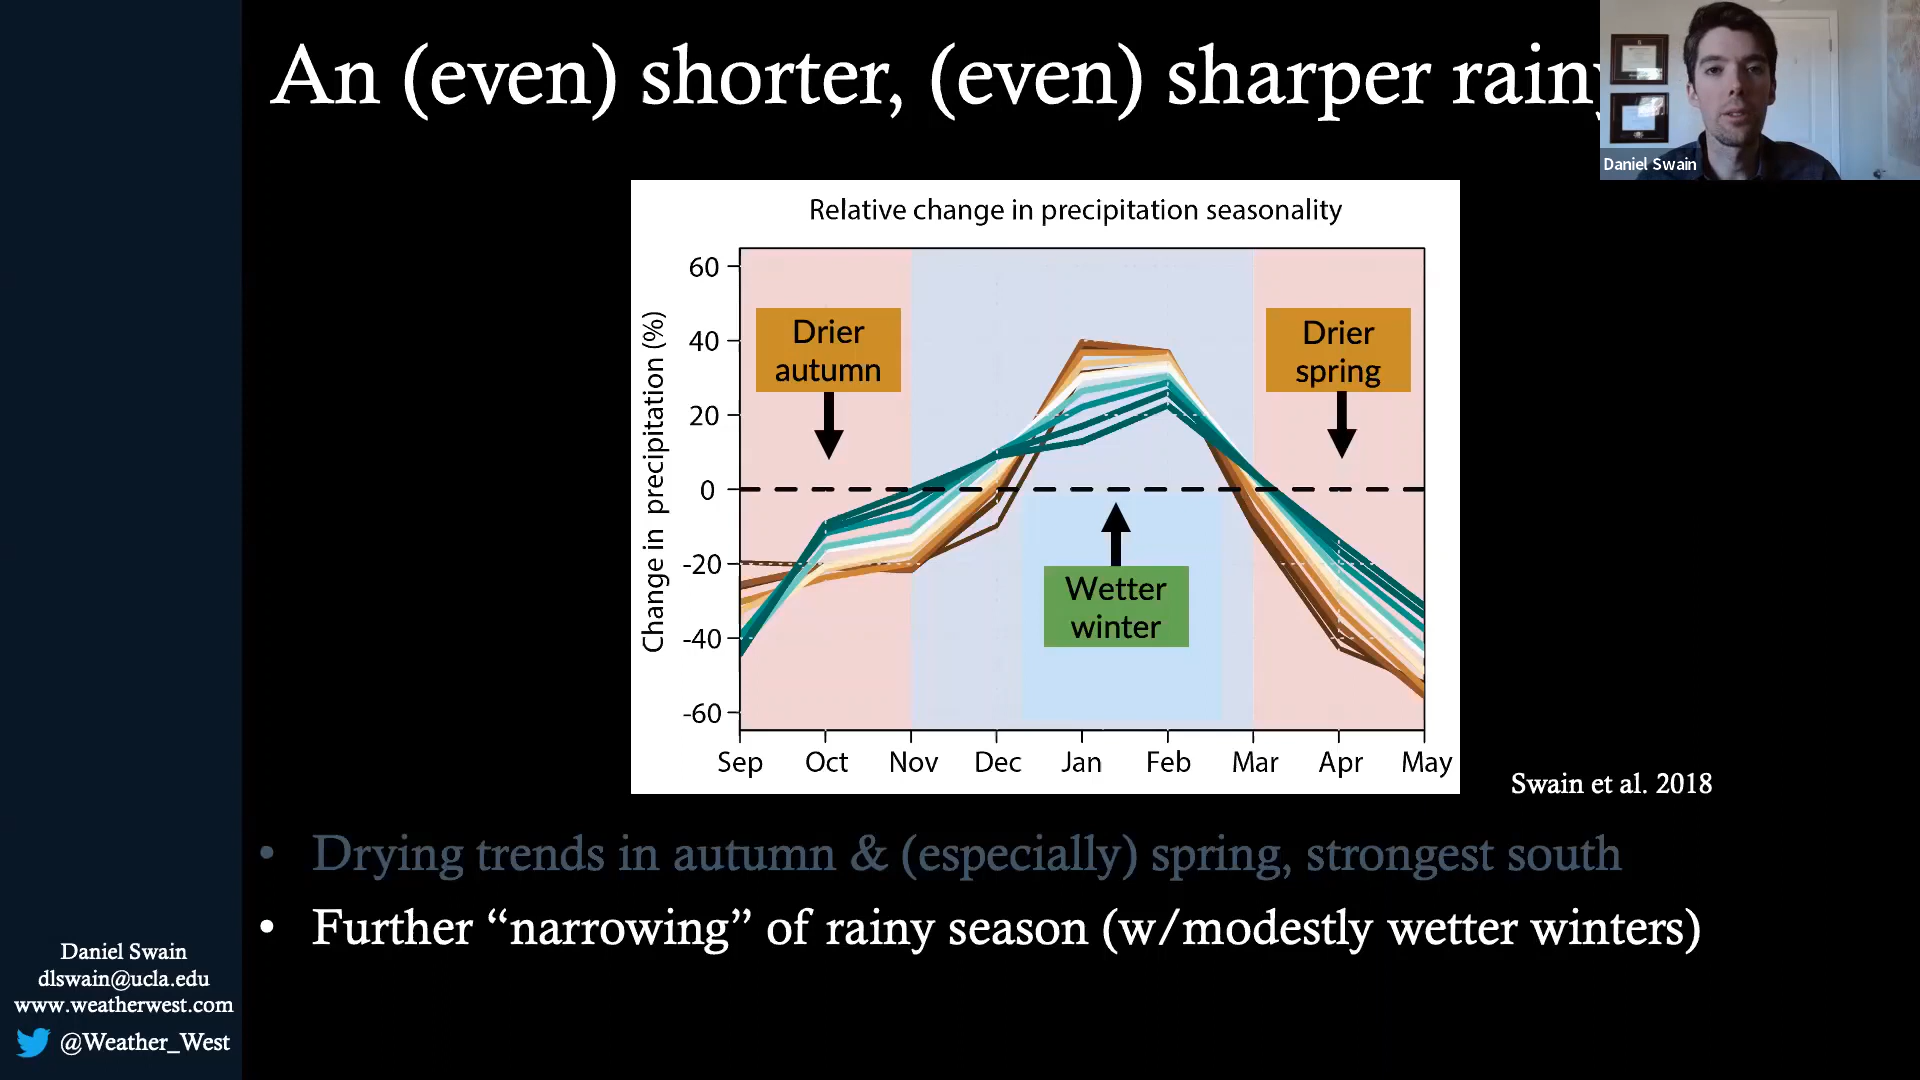 An (even) shorter, (even) sharper rainy
Daniel Swain
Relative change in precipitation seasonality
Change in precipitation (%)
60
40
20
0
-20
-40
-60
Drier
autumn
Drier
spring
Wetter
winter
Sep Oct Nov Dec Jan Feb Mar Apr May
Swain et al. 2018
• Drying trends in autumn & (especially) spring, strongest south
• Further “narrowing” of rainy season (w/modestly wetter winters)
Daniel Swain
dlswain@ucla.edu
www.weatherwest.com
@Weather_West